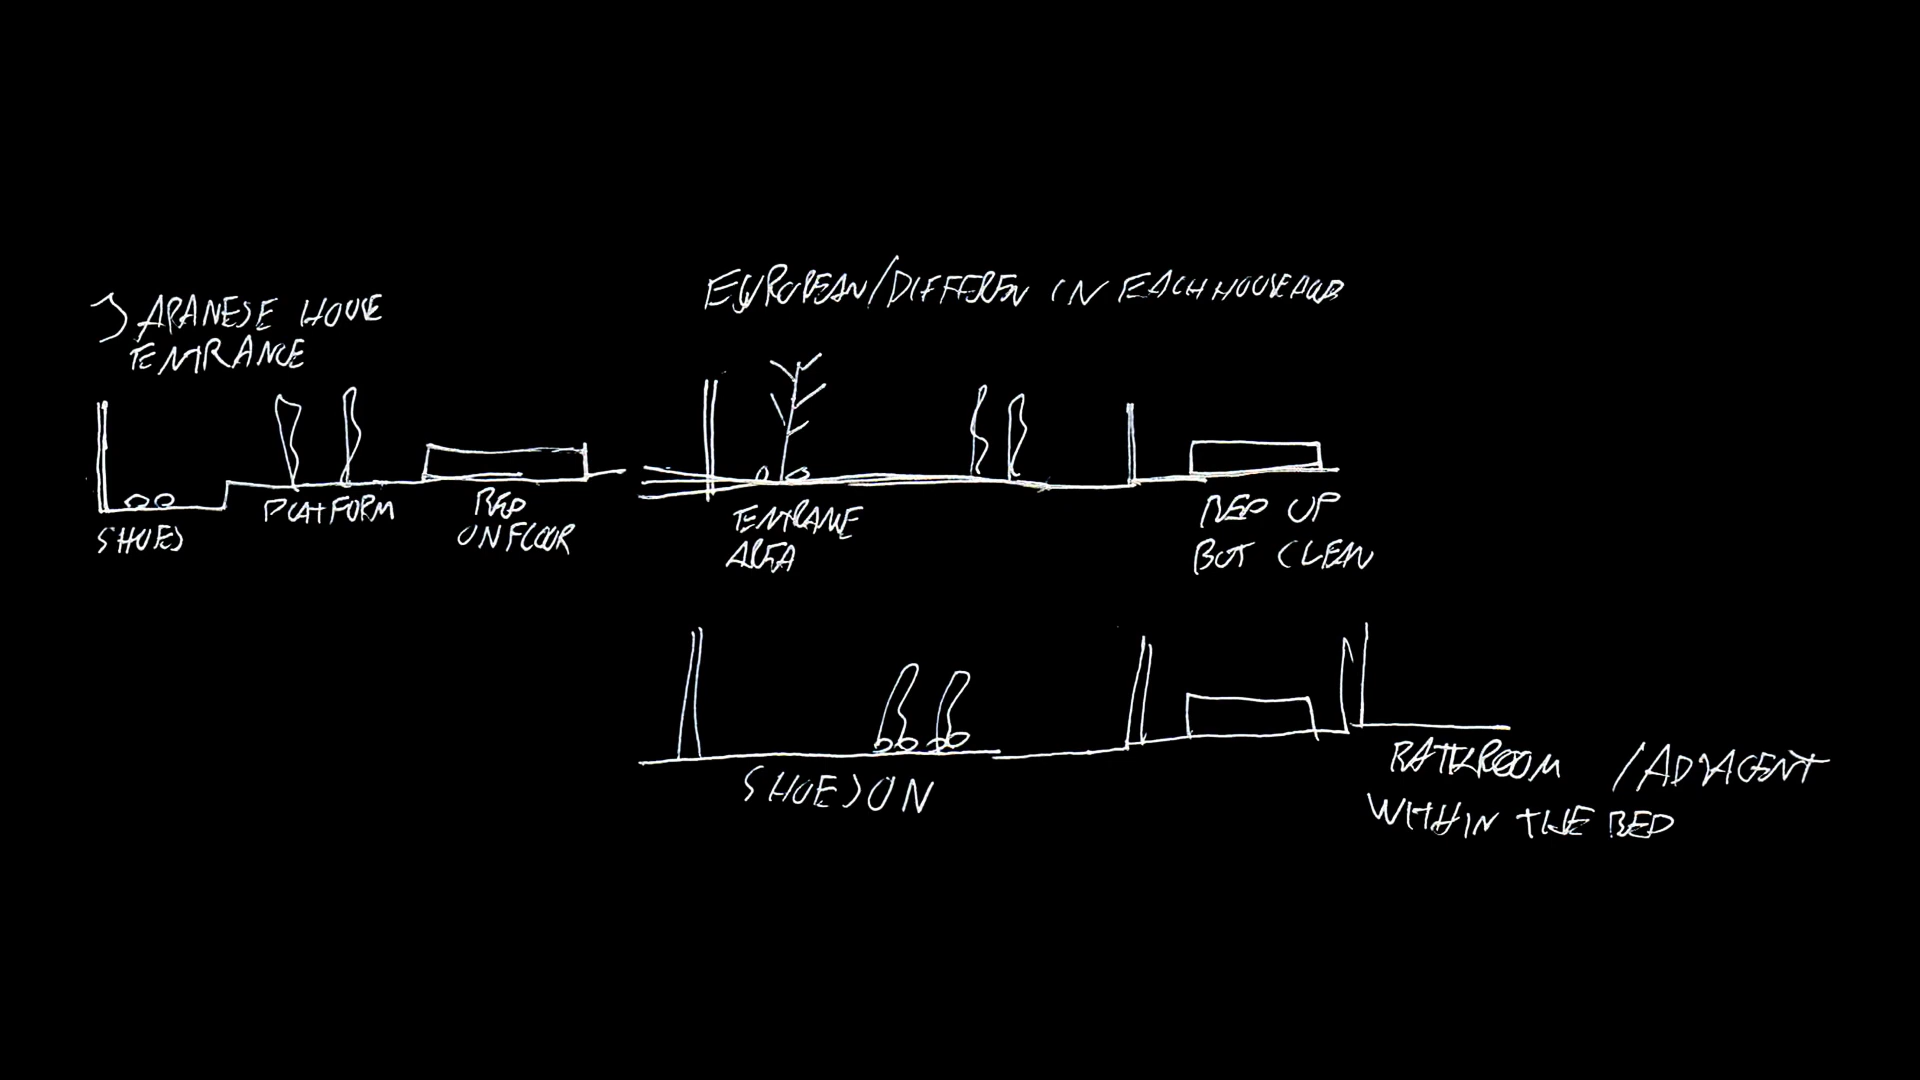 JAPANESE HOUSE
ENTRANCE
SHOES
PLATFORM
BED
ON FLOOR
EUROPEAN/DIFFEREN IN EACH HOUSEHOLD
ENTRANCE
AREA
BED UP
BUT CLEAN
SHOES ON
BATHROOM /ADJACENT
WITHIN THE BED